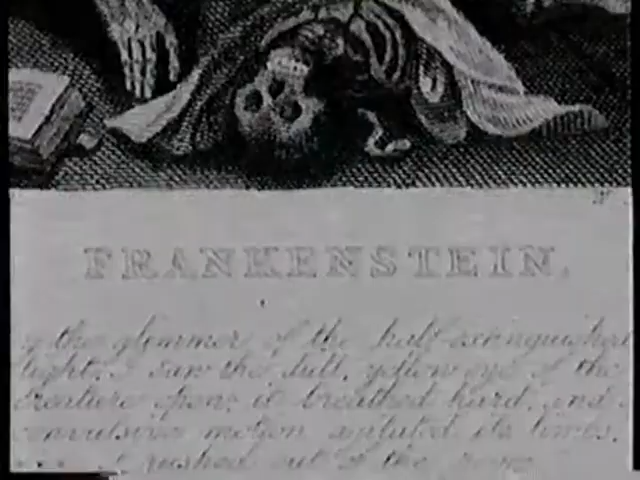 FRANKENSTEIN.
the glimmer of the half-extinguished
light, I saw the dull, yellow eye of the
creature open; it breathed hard, and a
convulsive motion agitated its limbs.
I rushed out of the room